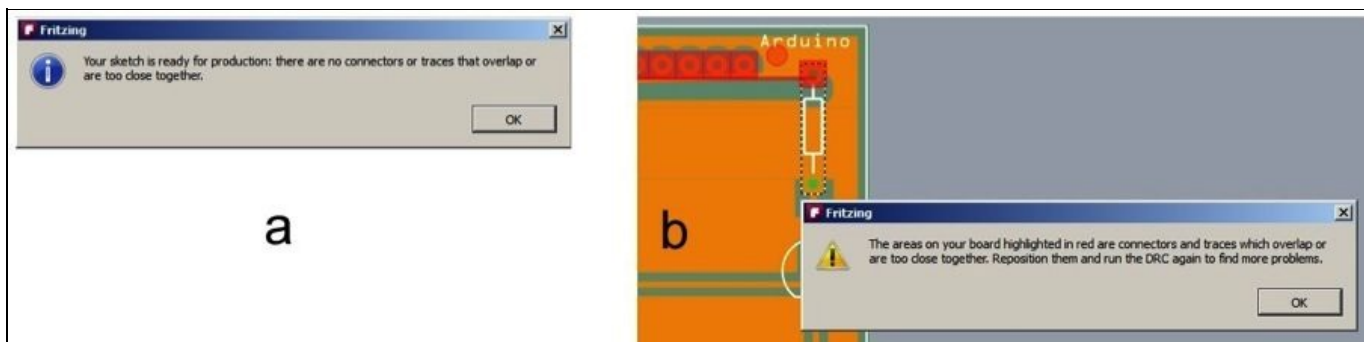 Fritzing
Your sketch is ready for production: there are no connectors or traces that overlap or
are too close together.
OK
a
Arduino
b
Fritzing
The areas on your board highlighted in red are connectors and traces which overlap or
are too close together. Reposition them and run the DRC again to find more problems.
OK